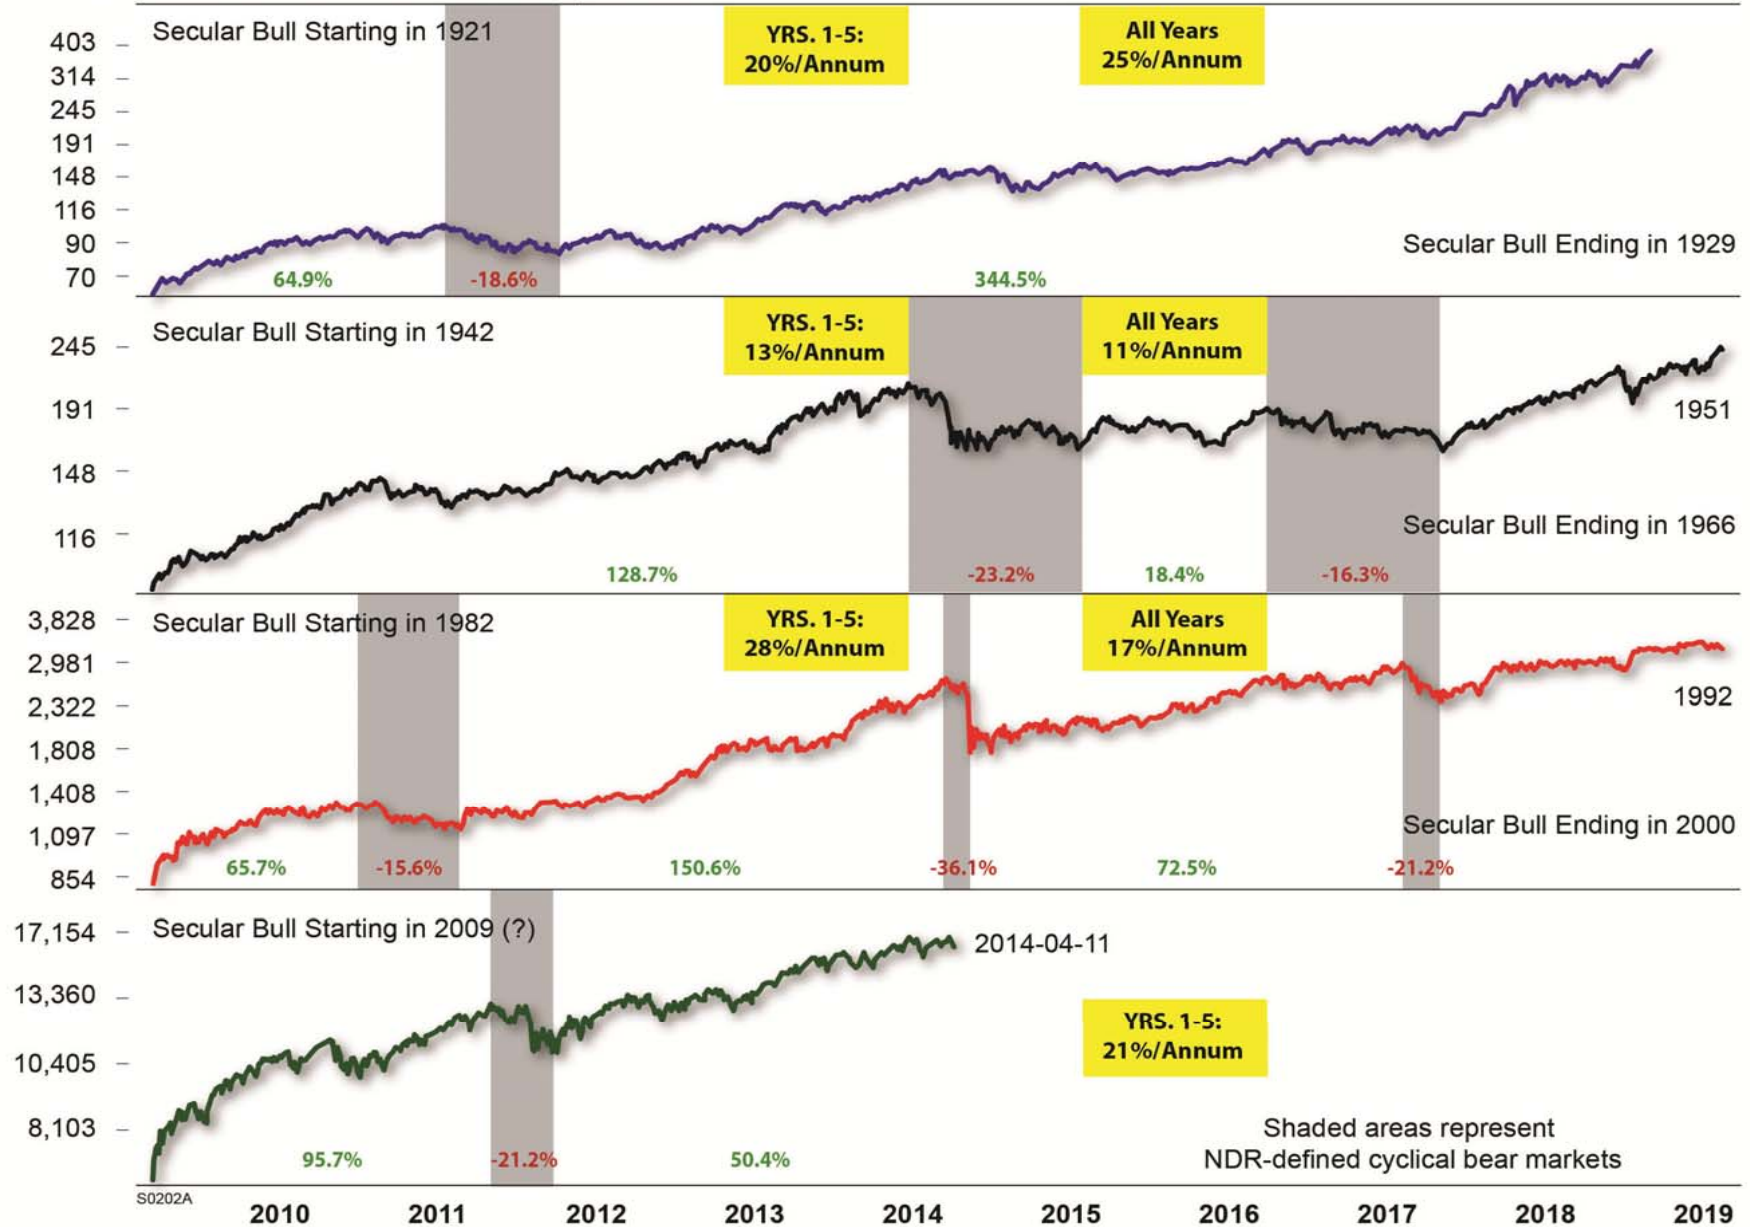 Secular Bull Starting in 1921
YRS. 1-5:
20%/Annum
All Years
25%/Annum
403
314
245
191
148
116
90
70
Secular Bull Ending in 1929
64.9%
-18.6%
344.5%
Secular Bull Starting in 1942
YRS. 1-5:
13%/Annum
All Years
11%/Annum
245
191
148
116
1951
Secular Bull Ending in 1966
128.7%
-23.2%
18.4%
-16.3%
Secular Bull Starting in 1982
YRS. 1-5:
28%/Annum
All Years
17%/Annum
3,828
2,981
2,322
1,808
1,408
1,097
854
1992
Secular Bull Ending in 2000
65.7%
-15.6%
150.6%
-36.1%
72.5%
-21.2%
Secular Bull Starting in 2009 (?)
17,154
13,360
10,405
8,103
2014-04-11
YRS. 1-5:
21%/Annum
Shaded areas represent
NDR-defined cyclical bear markets
95.7%
-21.2%
50.4%
S0202A
2010 2011 2012 2013 2014 2015 2016 2017 2018 2019